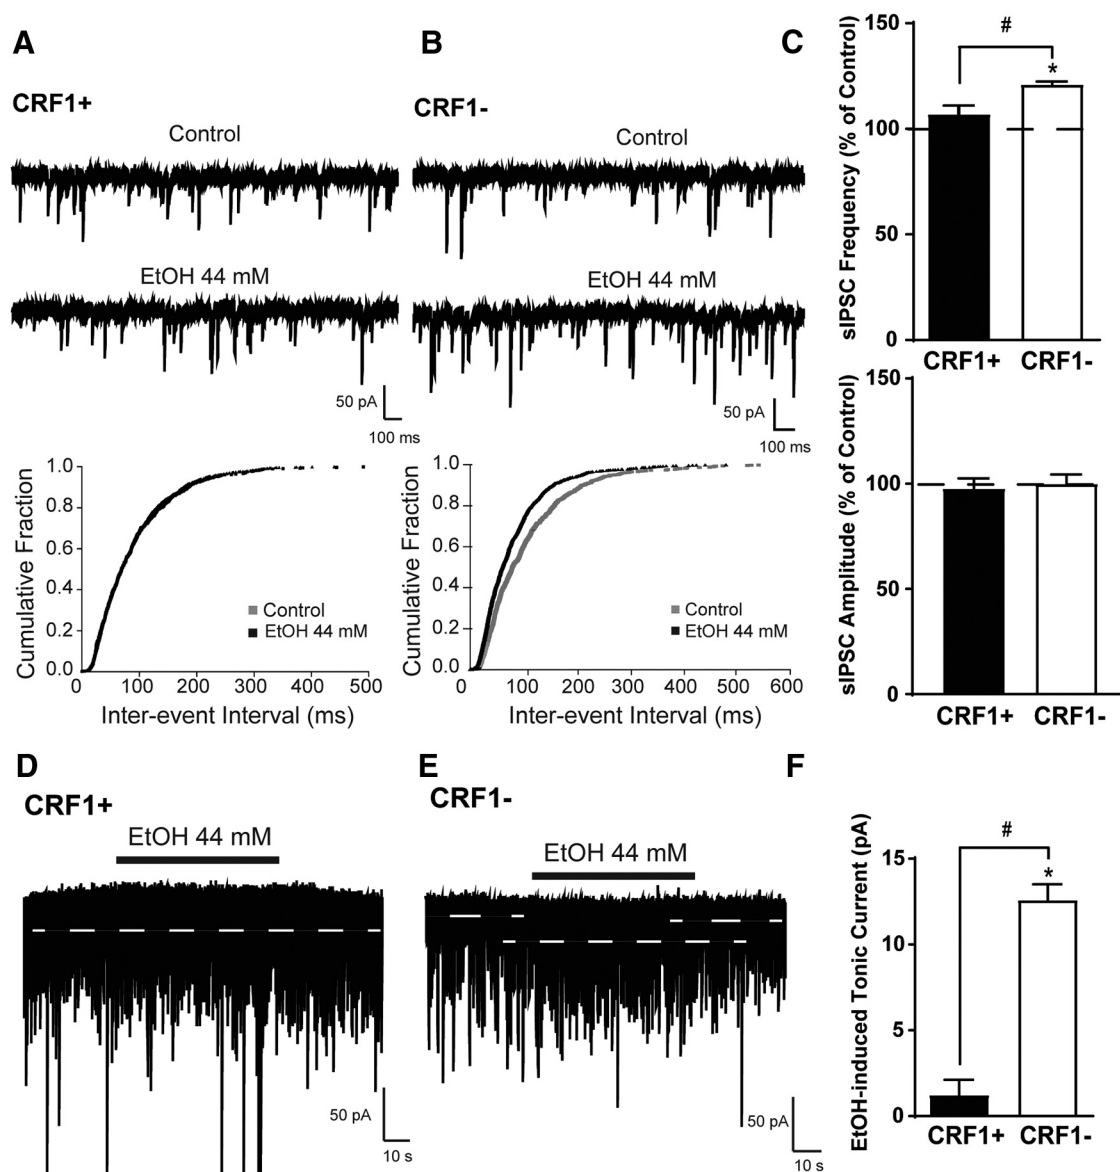 A
CRF1+
Control
EtOH 44 mM
50 pA
100 ms
Cumulative Fraction
1.0
0.8
0.6
0.4
0.2
0.0
0
100
200
300
400
500
Inter-event Interval (ms)
Control
EtOH 44 mM
B
CRF1-
Control
EtOH 44 mM
50 pA
100 ms
Cumulative Fraction
1.0
0.8
0.6
0.4
0.2
0.0
0
100
200
300
400
500
600
Inter-event Interval (ms)
Control
EtOH 44 mM
C
sIPSC Frequency (% of Control)
150
100
50
0
#
*
CRF1+
CRF1-
sIPSC Amplitude (% of Control)
150
100
50
0
CRF1+
CRF1-
D
CRF1+
EtOH 44 mM
50 pA
10 s
E
CRF1-
EtOH 44 mM
50 pA
10 s
F
EtOH-induced Tonic Current (pA)
15
10
5
0
#
*
CRF1+
CRF1-